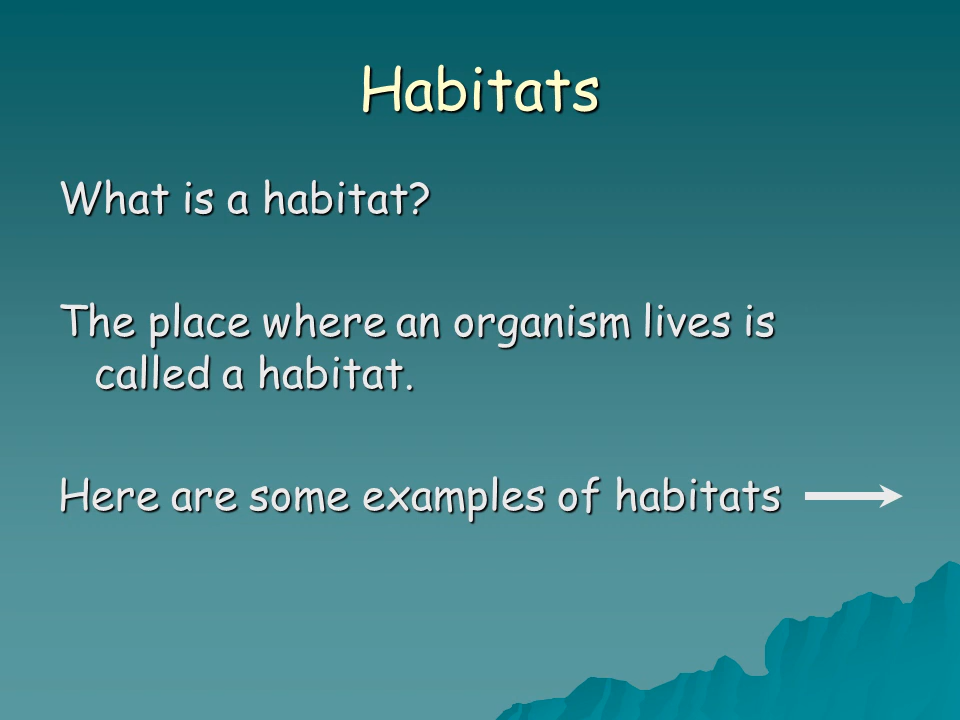 Habitats
What is a habitat?
The place where an organism lives is
called a habitat.
Here are some examples of habitats